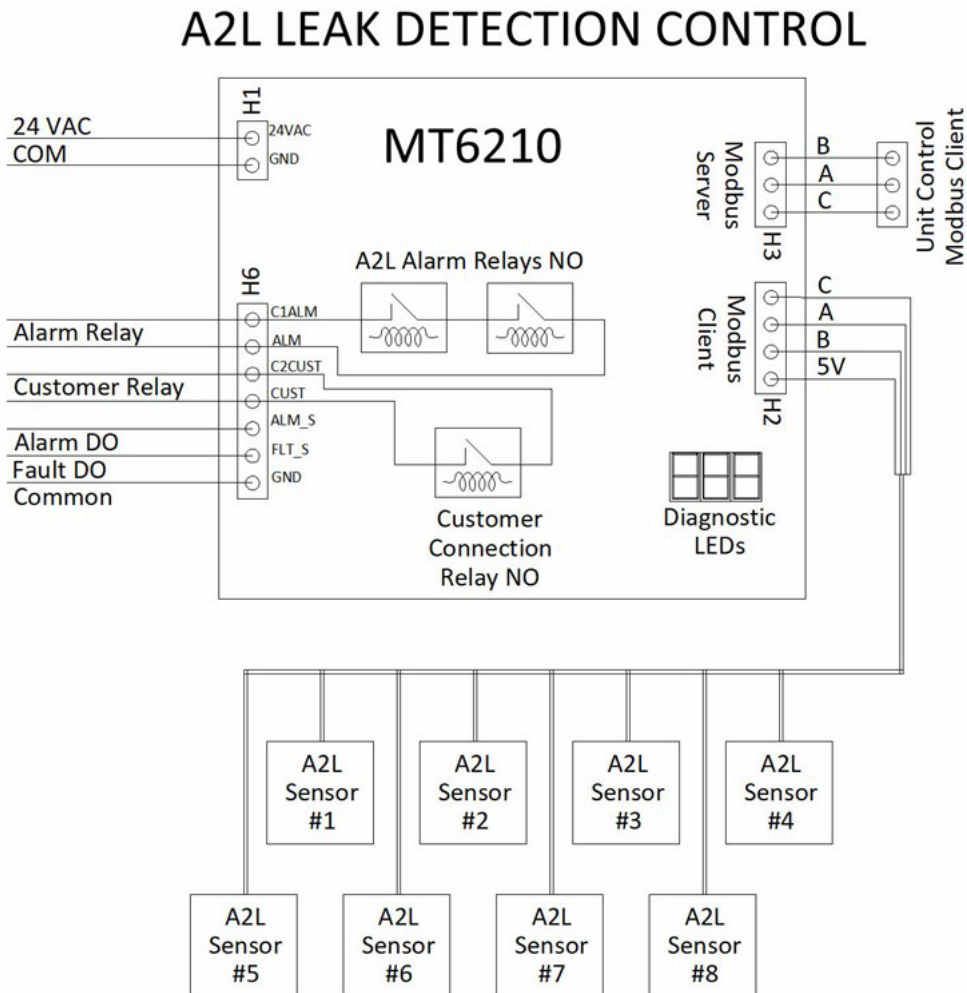 A2L LEAK DETECTION CONTROL
24 VAC
COM
H1
24VAC
GND
MT6210
Modbus
Server
H3
B
A
C
Unit Control
Modbus Client
A2L Alarm Relays NO
H6
C1ALM
ALM
C2CUST
CUST
ALM_S
FLT_S
GND
Alarm Relay
Customer Relay
Alarm DO
Fault DO
Common
Customer
Connection
Relay NO
Modbus
Client
H2
C
A
B
5V
Diagnostic
LEDs
A2L
Sensor
#1
A2L
Sensor
#2
A2L
Sensor
#3
A2L
Sensor
#4
A2L
Sensor
#5
A2L
Sensor
#6
A2L
Sensor
#7
A2L
Sensor
#8